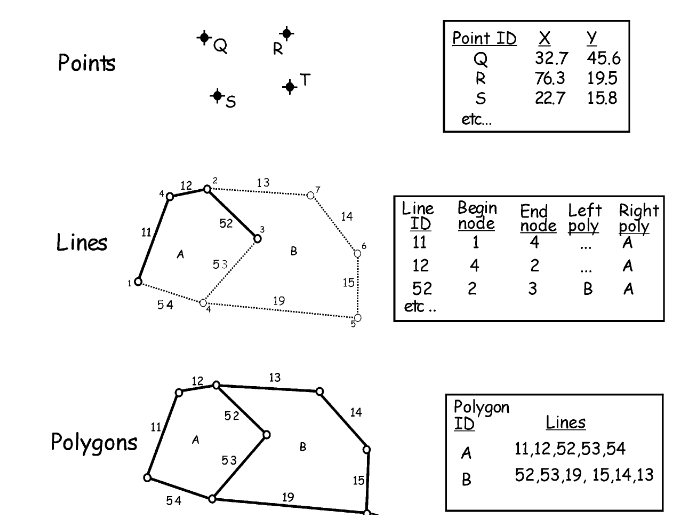 Points
Q
R
S
T
Point ID X Y
Q 32.7 45.6
R 76.3 19.5
S 22.7 15.8
etc...
Lines
4
12
2
13
7
11
52
3
14
A
B
6
53
1
54
4
19
15
5
Line ID Begin node End node Left poly Right poly
11 1 4 ... A
12 4 2 ... A
52 2 3 B A
etc ..
Polygons
12
13
11
52
14
A
B
53
15
54
19
Polygon ID Lines
A 11,12,52,53,54
B 52,53,19, 15,14,13